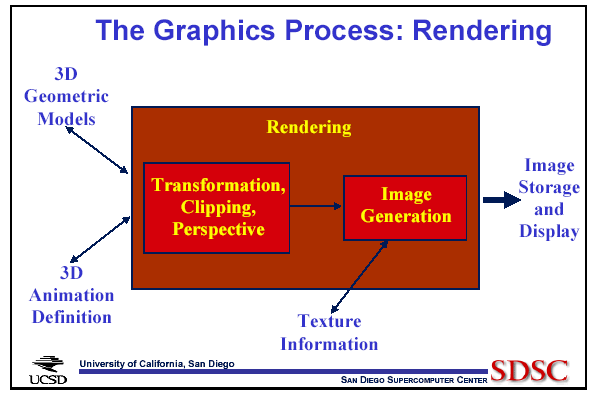 The Graphics Process: Rendering
3D
Geometric
Models
Rendering
Transformation,
Clipping,
Perspective
Image
Generation
Image
Storage
and
Display
3D
Animation
Definition
Texture
Information
UCSD
University of California, San Diego
SAN DIEGO SUPERCOMPUTER CENTER
SDSC